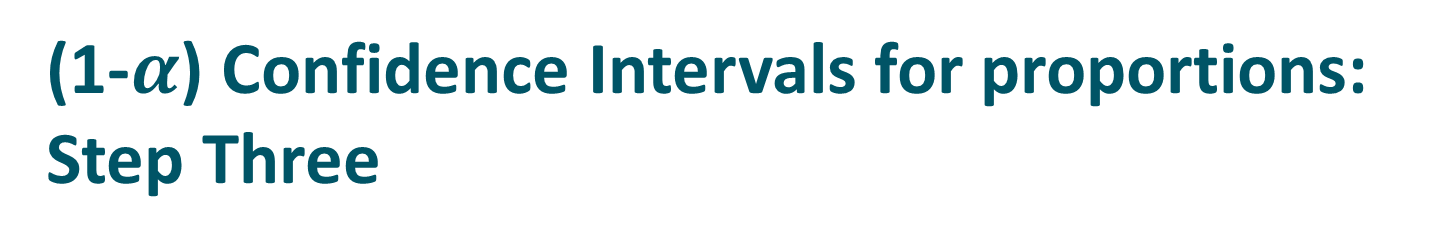 (1-𝜶) Confidence Intervals for proportions:
Step Three